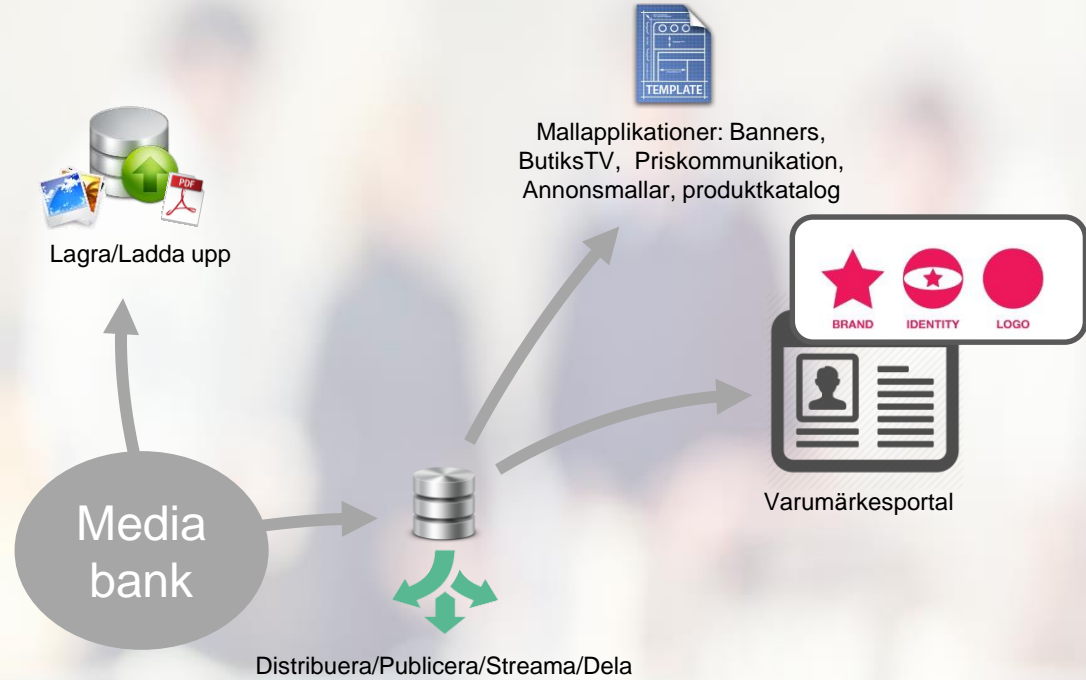 TEMPLATE
Mallapplikationer: Banners,
ButiksTV, Priskommunikation,
Annonsmallar, produktkatalog
PDF
Lagra/Ladda upp
BRAND IDENTITY LOGO
Varumärkesportal
Media
bank
Distribuera/Publicera/Streama/Dela